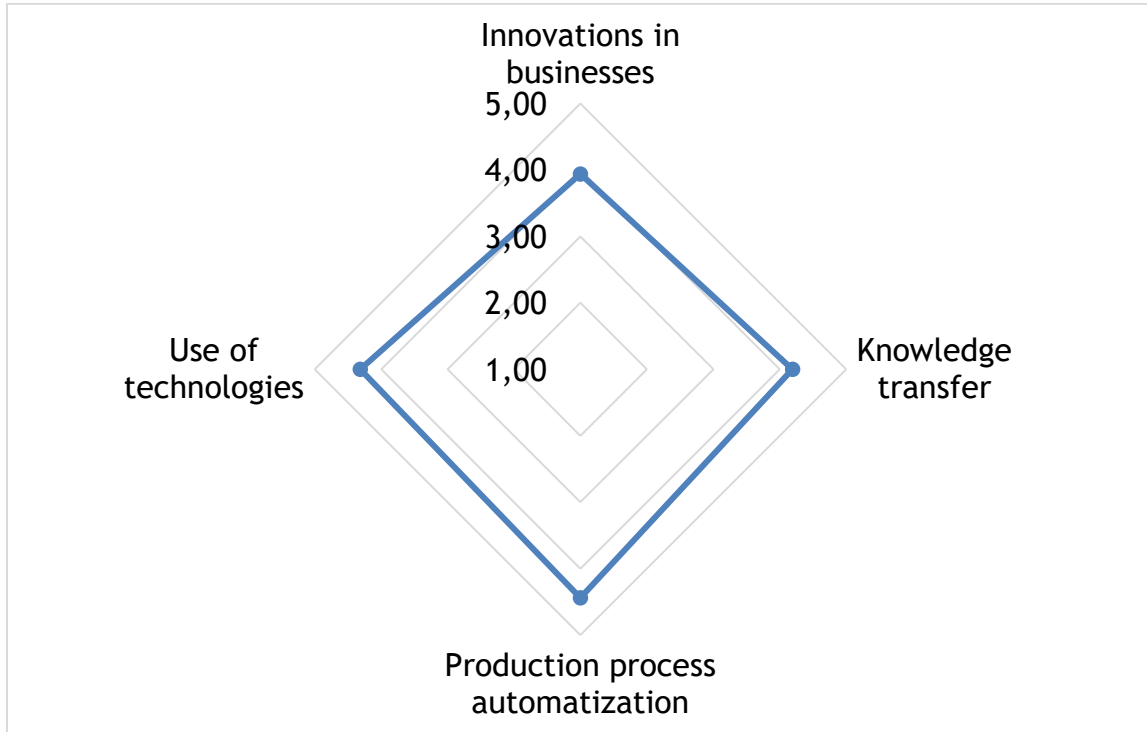 Innovations in
businesses
5,00
4,00
3,00
2,00
1,00
Use of
technologies
Knowledge
transfer
Production process
automatization